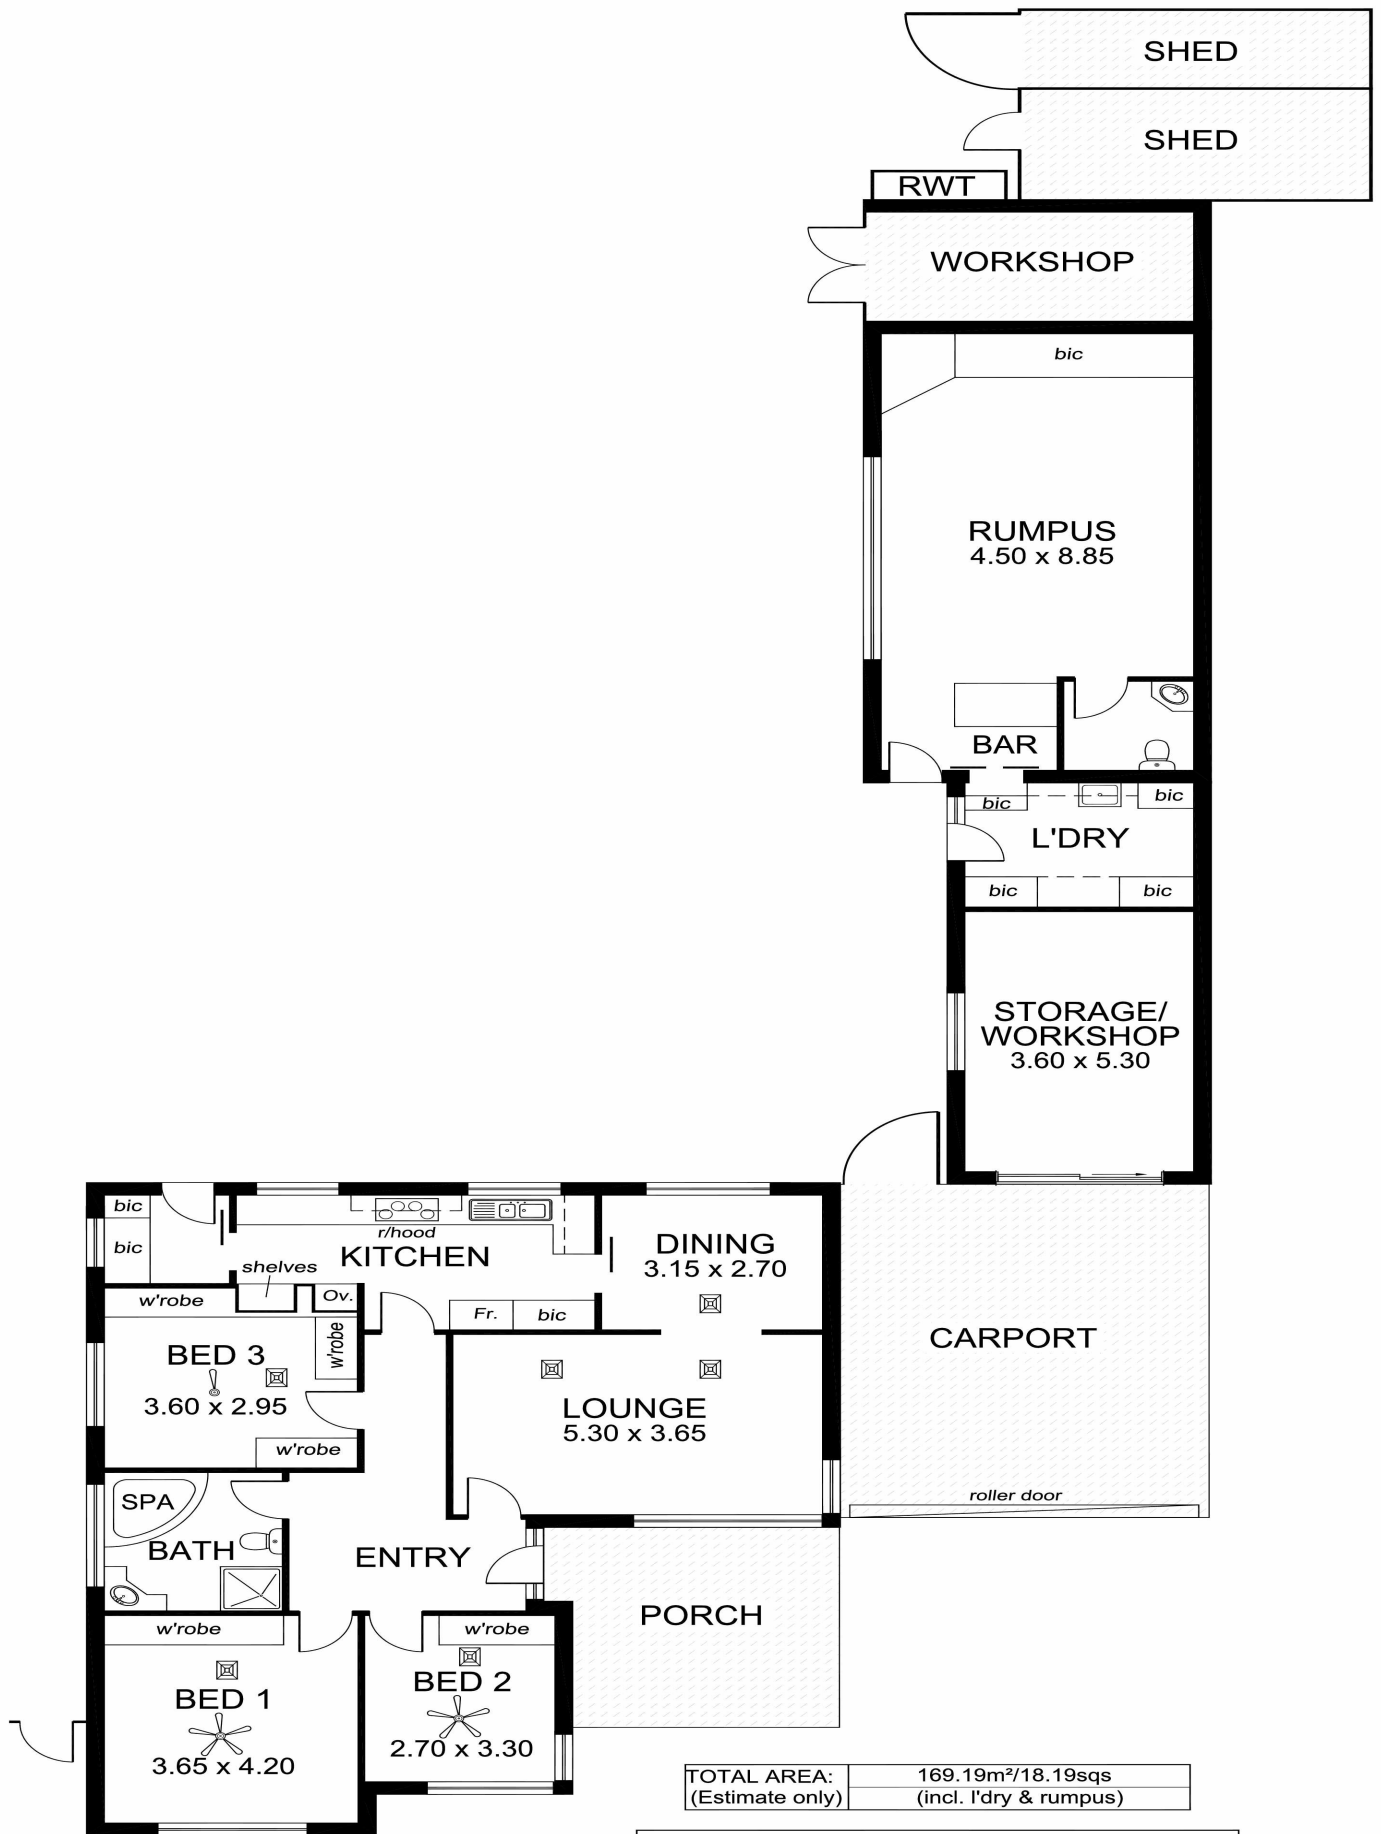 SHED
SHED
RWT
WORKSHOP
bic
RUMPUS
4.50 x 8.85
BAR
bic
bic
L'DRY
bic
bic
STORAGE/
WORKSHOP
3.60 x 5.30
bic
bic
r/hood
KITCHEN
shelves
Ov.
Fr.
bic
DINING
3.15 x 2.70
w'robe
w'robe
BED 3
3.60 x 2.95
w'robe
LOUNGE
5.30 x 3.65
CARPORT
roller door
SPA
BATH
ENTRY
PORCH
w'robe
BED 1
3.65 x 4.20
w'robe
BED 2
2.70 x 3.30
TOTAL AREA: 169.19m²/18.19sqs
(Estimate only) (incl. l'dry & rumpus)